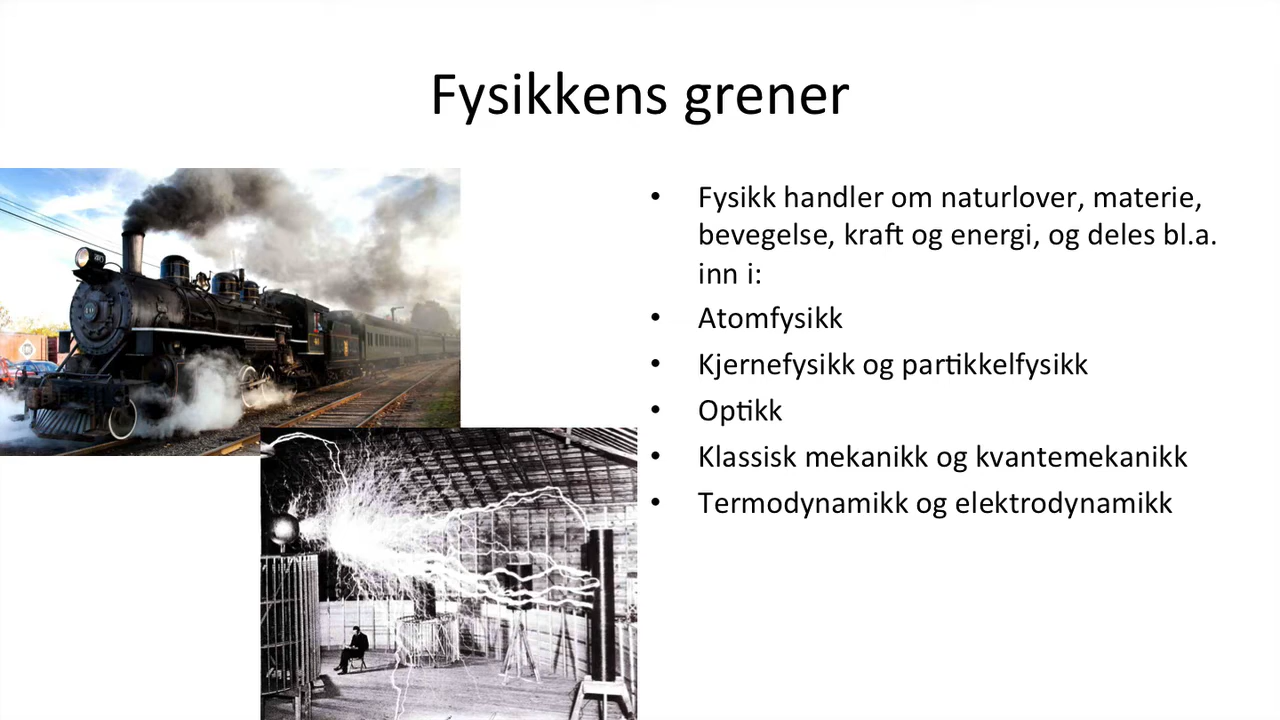 Fysikkens grener
• Fysikk handler om naturlover, materie,
bevegelse, kraft og energi, og deles bl.a.
inn i:
• Atomfysikk
• Kjernefysikk og partikkelfysikk
• Optikk
• Klassisk mekanikk og kvantemekanikk
• Termodynamikk og elektrodynamikk